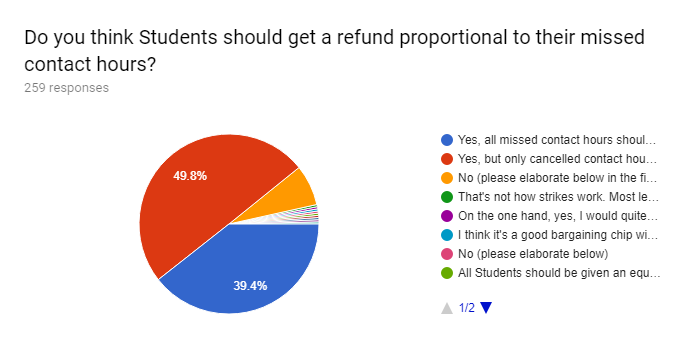 Do you think Students should get a refund proportional to their missed
contact hours?
259 responses
49.8%
39.4%
Yes, all missed contact hours shoul…
Yes, but only cancelled contact hou…
No (please elaborate below in the fi…
That's not how strikes work. Most le…
On the one hand, yes, I would quite…
I think it's a good bargaining chip wi…
No (please elaborate below)
All Students should be given an equ…
1/2